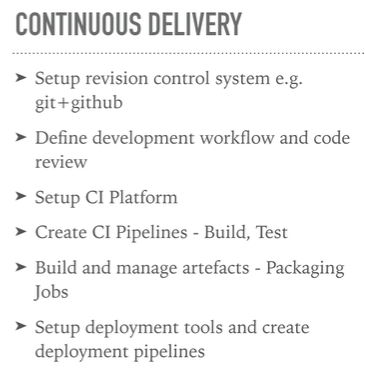 CONTINUOUS DELIVERY
➤ Setup revision control system e.g.
git+github
➤ Define development workflow and code
review
➤ Setup CI Platform
➤ Create CI Pipelines - Build, Test
➤ Build and manage artefacts - Packaging
Jobs
➤ Setup deployment tools and create
deployment pipelines